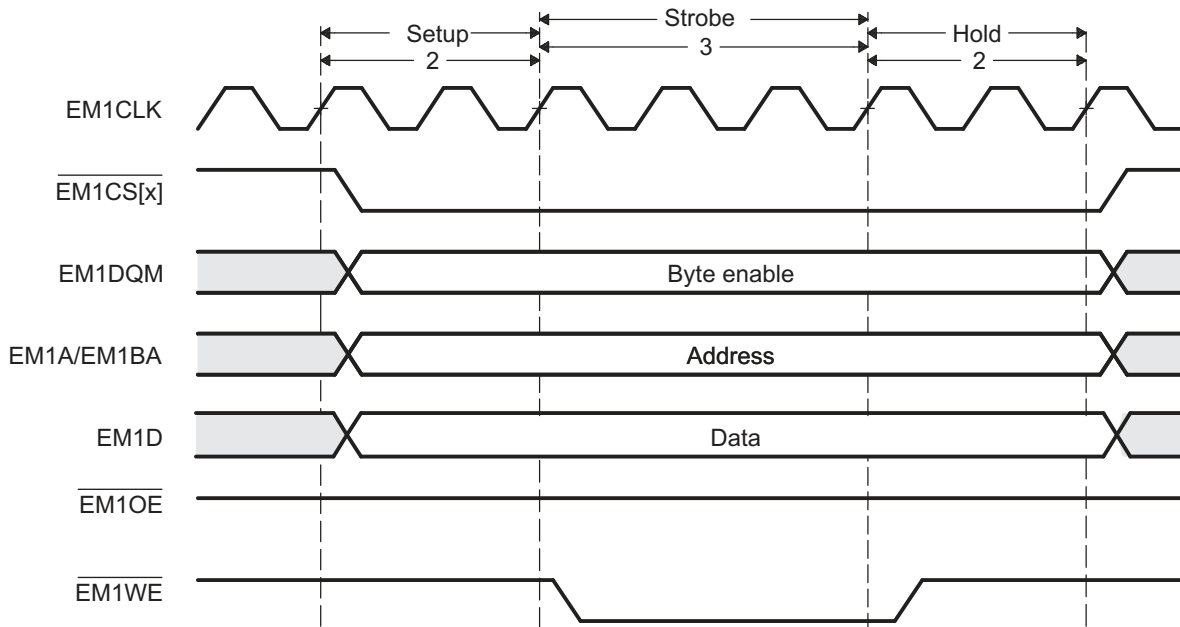 Setup
Strobe
Hold
2
3
2
EM1CLK
EM1CS[x]
EM1DQM
Byte enable
EM1A/EM1BA
Address
EM1D
Data
EM1OE
EM1WE